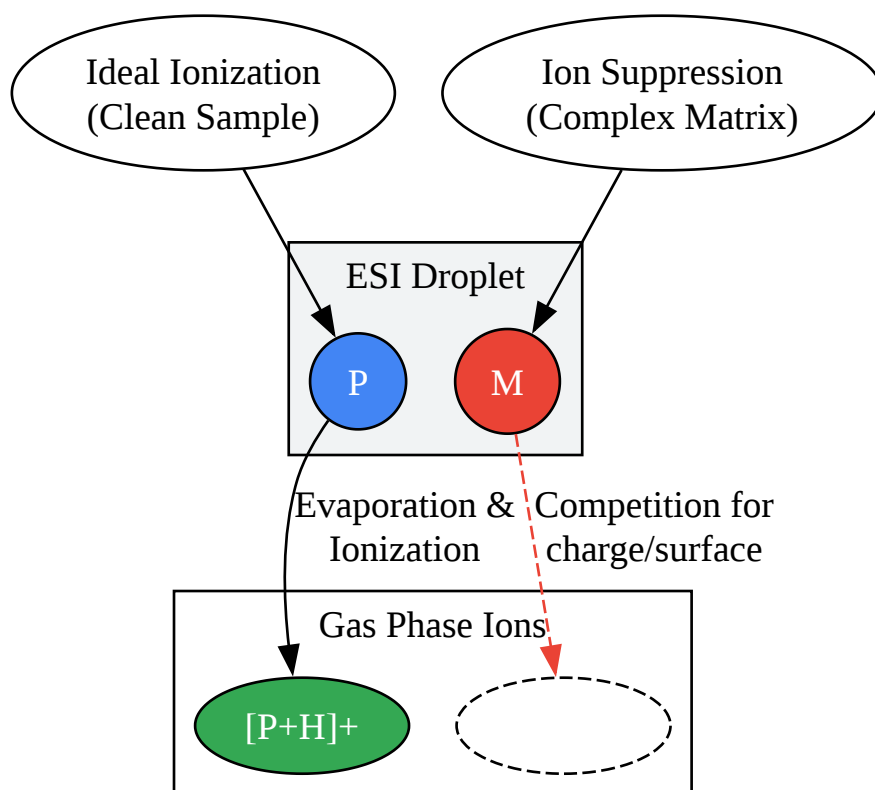 Ideal Ionization
(Clean Sample)
Ion Suppression
(Complex Matrix)
ESI Droplet
P
M
Evaporation &
Ionization
Competition for
charge/surface
Gas Phase Ions
[P+H]+